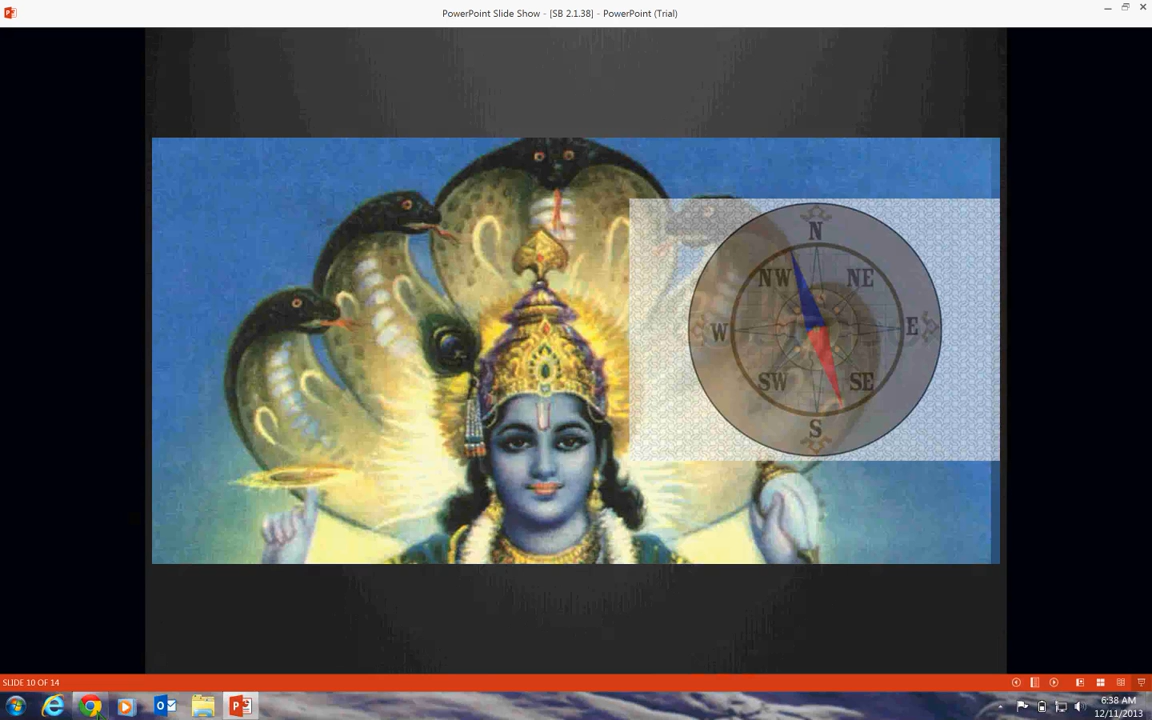 PowerPoint Slide Show - [SB 2.1.38] - PowerPoint (Trial)
N
NW NE
W E
SW SE
S
SLIDE 10 OF 14
6:38 AM
12/11/2013